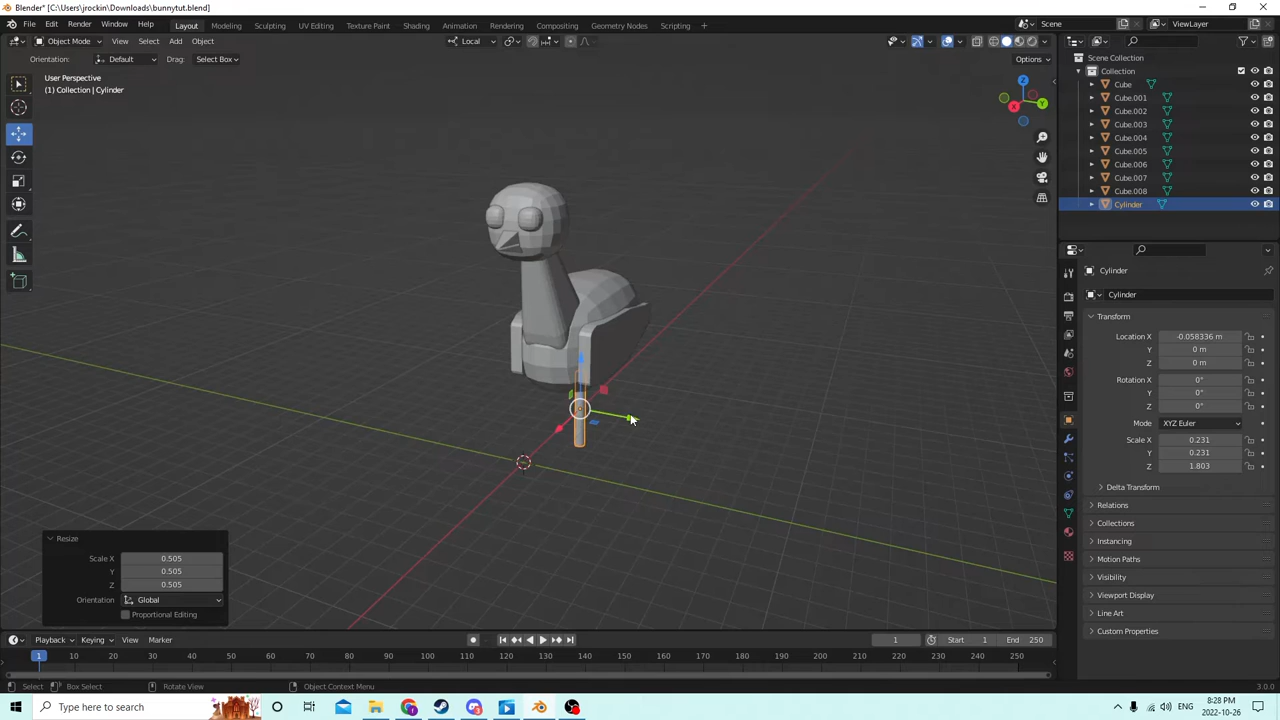 Blender* [C:\Users\jrockin\Downloads\bunnytut.blend]
File Edit Render Window Help Layout Modeling Sculpting UV Editing Texture Paint Shading Animation Rendering Compositing Geometry Nodes Scripting Scene ViewLayer
Object Mode View Select Add Object Local
Orientation: Default Drag: Select Box Options
User Perspective
(1) Collection | Cylinder
Z
Y
X
Scene Collection
Collection
Cube
Cube.001
Cube.002
Cube.003
Cube.004
Cube.005
Cube.006
Cube.007
Cube.008
Cylinder
Cylinder
Cylinder
Transform
Location X -0.058336 m
Y 0 m
Z 0 m
Rotation X 0°
Y 0°
Z 0°
Mode XYZ Euler
Scale X 0.231
Y 0.231
Z 1.803
Delta Transform
Relations
Collections
Instancing
Motion Paths
Visibility
Viewport Display
Line Art
Custom Properties
Resize
Scale X 0.505
Y 0.505
Z 0.505
Orientation Global
Proportional Editing
Playback Keying View Marker 1 Start 1 End 250
1 10 20 30 40 50 60 70 80 90 100 110 120 130 140 150 160 170 180 190 200 210 220 230 240 250
Select Box Select Rotate View Object Context Menu 3.0.0
Type here to search ENG 8:28 PM
2022-10-26